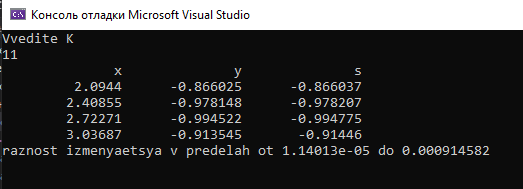 Консоль отладки Microsoft Visual Studio
Vvedite K
11
x y s
2.0944 -0.866025 -0.866037
2.40855 -0.978148 -0.978207
2.72271 -0.994522 -0.994775
3.03687 -0.913545 -0.91446
raznost izmenyaetsya v predelah ot 1.14013e-05 do 0.000914582